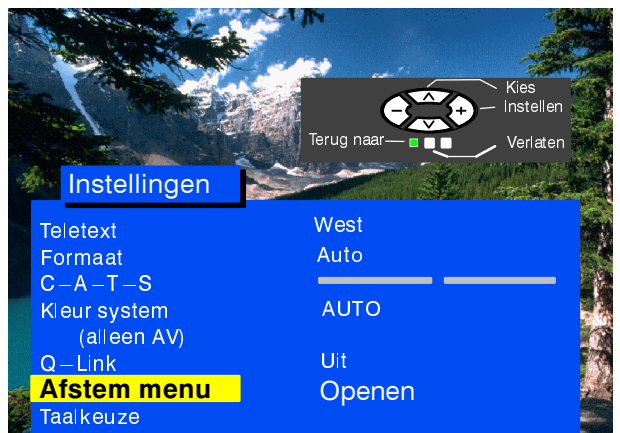 Kies
Instellen
Terug naar
Verlaten
Instellingen
Teletext West
Formaat Auto
C–A–T–S
Kleur system AUTO
(alleen AV)
Q–Link Uit
Afstem menu Openen
Taalkeuze